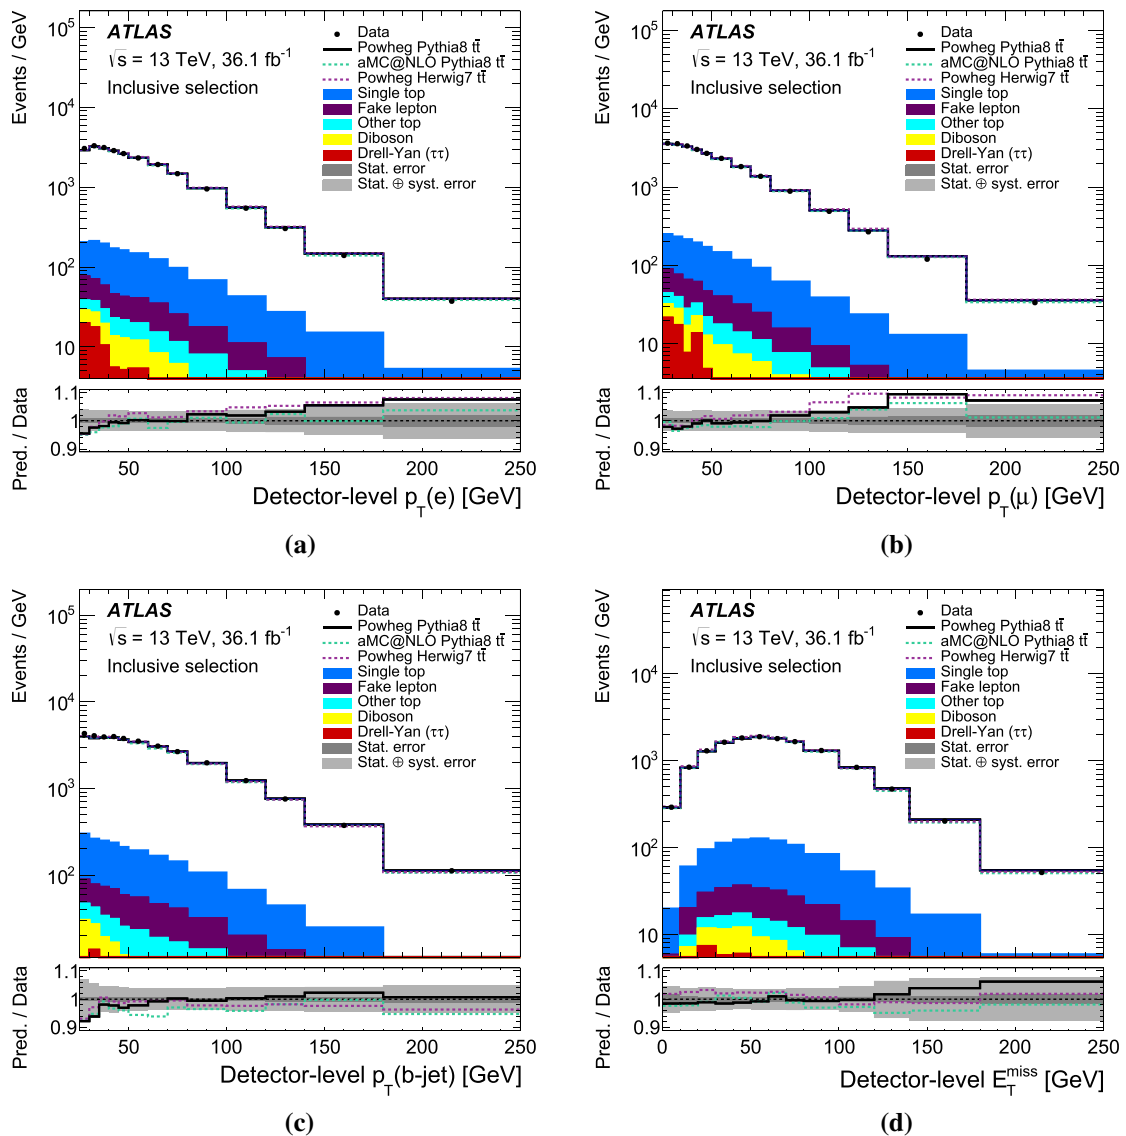 ATLAS
√s = 13 TeV, 36.1 fb⁻¹
Inclusive selection
Data
Powheg Pythia8 tt̄
aMC@NLO Pythia8 tt̄
Powheg Herwig7 tt̄
Single top
Fake lepton
Other top
Diboson
Drell-Yan (ττ)
Stat. error
Stat. ⊕ syst. error
Events / GeV
10⁵
10⁴
10³
10²
10
Pred. / Data
1.1
1
0.9
50 100 150 200 250
Detector-level p_T(e) [GeV]
(a)
ATLAS
√s = 13 TeV, 36.1 fb⁻¹
Inclusive selection
Data
Powheg Pythia8 tt̄
aMC@NLO Pythia8 tt̄
Powheg Herwig7 tt̄
Single top
Fake lepton
Other top
Diboson
Drell-Yan (ττ)
Stat. error
Stat. ⊕ syst. error
Events / GeV
10⁵
10⁴
10³
10²
10
Pred. / Data
1.1
1
0.9
50 100 150 200 250
Detector-level p_T(μ) [GeV]
(b)
ATLAS
√s = 13 TeV, 36.1 fb⁻¹
Inclusive selection
Data
Powheg Pythia8 tt̄
aMC@NLO Pythia8 tt̄
Powheg Herwig7 tt̄
Single top
Fake lepton
Other top
Diboson
Drell-Yan (ττ)
Stat. error
Stat. ⊕ syst. error
Events / GeV
10⁵
10⁴
10³
10²
10
Pred. / Data
1.1
1
0.9
50 100 150 200 250
Detector-level p_T(b-jet) [GeV]
(c)
ATLAS
√s = 13 TeV, 36.1 fb⁻¹
Inclusive selection
Data
Powheg Pythia8 tt̄
aMC@NLO Pythia8 tt̄
Powheg Herwig7 tt̄
Single top
Fake lepton
Other top
Diboson
Drell-Yan (ττ)
Stat. error
Stat. ⊕ syst. error
Events / GeV
10⁴
10³
10²
10
Pred. / Data
1.1
1
0.9
0 50 100 150 200 250
Detector-level E_T^miss [GeV]
(d)